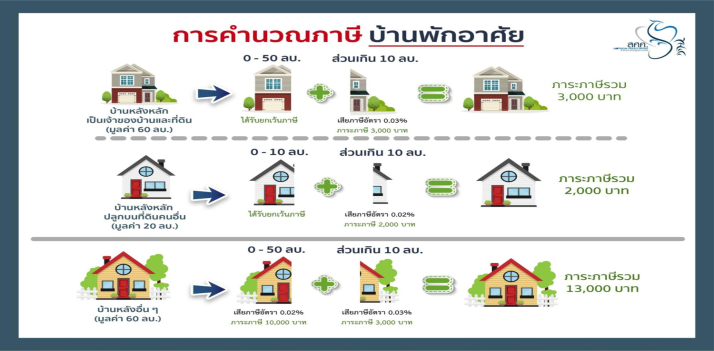 การคำนวณภาษี บ้านพักอาศัย
สศค.
0 - 50 ลบ. ส่วนเกิน 10 ลบ.
บ้านหลังหลัก
เป็นเจ้าของบ้านและที่ดิน
(มูลค่า 60 ลบ.)
ได้รับยกเว้นภาษี
เสียภาษีอัตรา 0.03%
ภาระภาษี 3,000 บาท
ภาระภาษีรวม
3,000 บาท
0 - 10 ลบ. ส่วนเกิน 10 ลบ.
บ้านหลังหลัก
ปลูกบนที่ดินคนอื่น
(มูลค่า 20 ลบ.)
ได้รับยกเว้นภาษี
เสียภาษีอัตรา 0.02%
ภาระภาษี 2,000 บาท
ภาระภาษีรวม
2,000 บาท
0 - 50 ลบ. ส่วนเกิน 10 ลบ.
บ้านหลังอื่น ๆ
(มูลค่า 60 ลบ.)
เสียภาษีอัตรา 0.02%
ภาระภาษี 10,000 บาท
เสียภาษีอัตรา 0.03%
ภาระภาษี 3,000 บาท
ภาระภาษีรวม
13,000 บาท